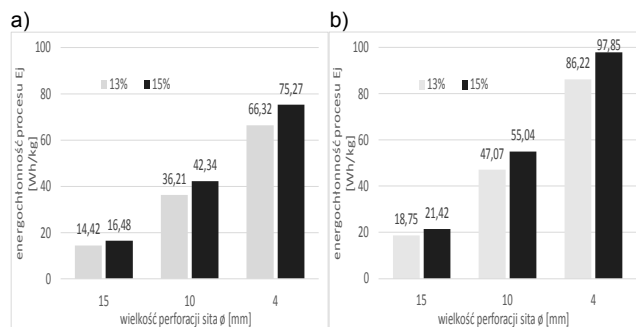 a)
energochłonność procesu Ej
[Wh/kg]
100
80
60
40
20
0
13% 15%
14,42 16,48
36,21 42,34
66,32 75,27
15 10 4
wielkość perforacji sita ø [mm]
b)
energochłonność procesu Ej
[Wh/kg]
100
80
60
40
20
0
13% 15%
18,75 21,42
47,07 55,04
86,22 97,85
15 10 4
wielkość perforacji sita ø [mm]